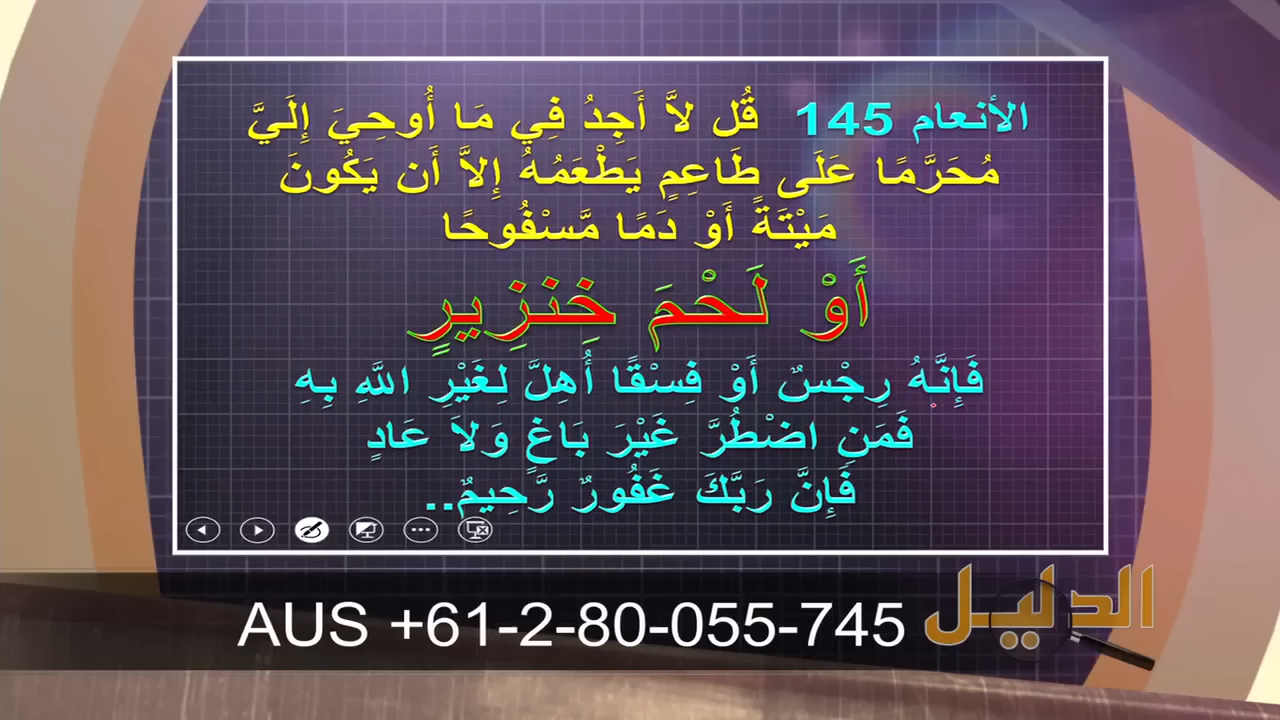 الأنعام 145 قُل لاَّ أَجِدُ فِي مَا أُوحِيَ إِلَيَّ
مُحَرَّمًا عَلَى طَاعِمٍ يَطْعَمُهُ إِلاَّ أَن يَكُونَ
مَيْتَةً أَوْ دَمًا مَّسْفُوحًا
أَوْ لَحْمَ خِنزِيرٍ
فَإِنَّهُ رِجْسٌ أَوْ فِسْقًا أُهِلَّ لِغَيْرِ اللَّهِ بِهِ
فَمَنِ اضْطُرَّ غَيْرَ بَاغٍ وَلاَ عَادٍ
فَإِنَّ رَبَّكَ غَفُورٌ رَّحِيمٌ..
AUS +61-2-80-055-745
الدليل